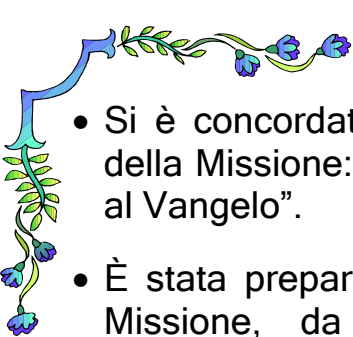 • Si è concordat
della Missione:
al Vangelo”.
• È stata prepar
Missione, da